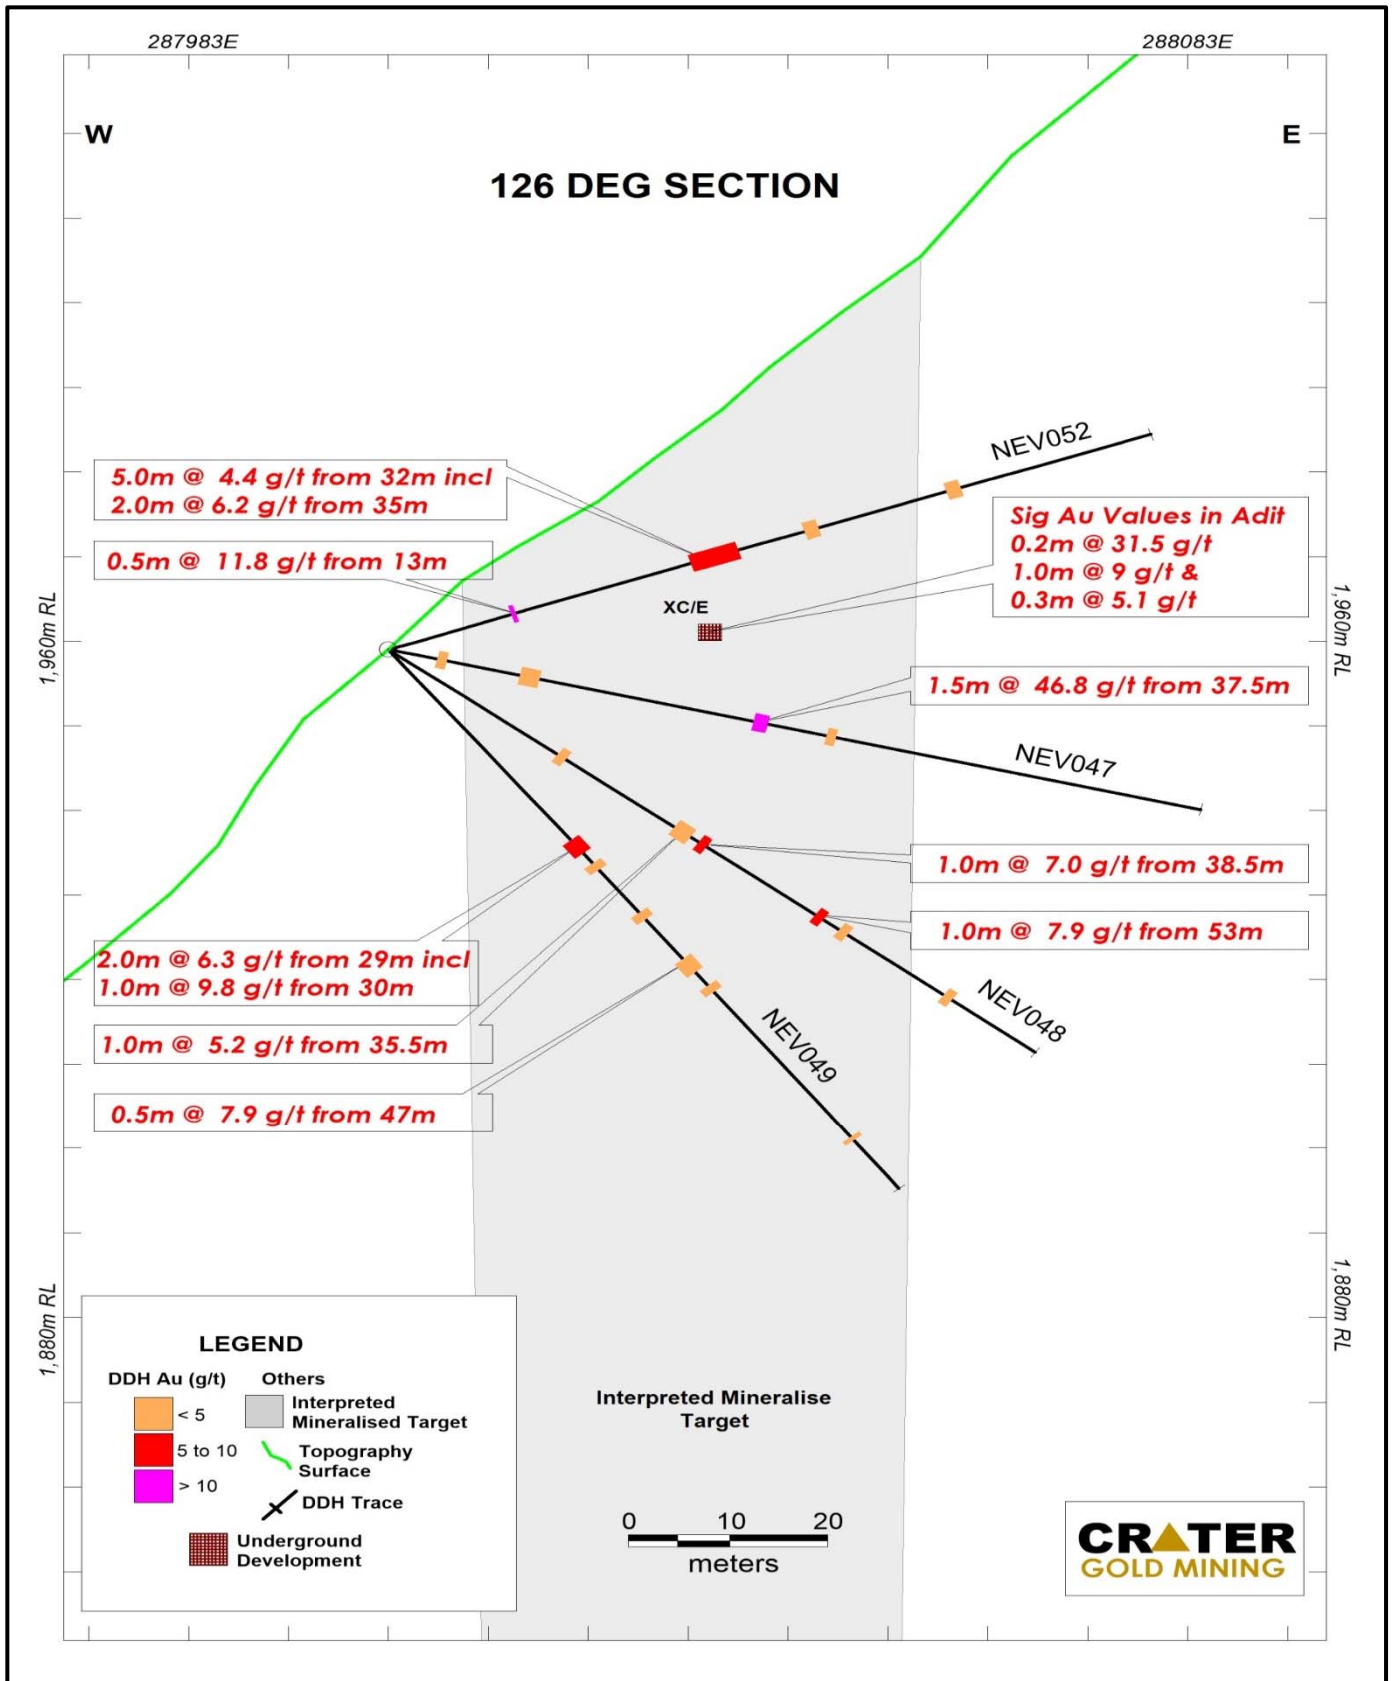 287983E
288083E
W
E
126 DEG SECTION
NEV052
5.0m @ 4.4 g/t from 32m incl
2.0m @ 6.2 g/t from 35m
Sig Au Values in Adit
0.2m @ 31.5 g/t
1.0m @ 9 g/t &
0.3m @ 5.1 g/t
0.5m @ 11.8 g/t from 13m
XC/E
1,960m RL
1,960m RL
1.5m @ 46.8 g/t from 37.5m
NEV047
1.0m @ 7.0 g/t from 38.5m
1.0m @ 7.9 g/t from 53m
2.0m @ 6.3 g/t from 29m incl
1.0m @ 9.8 g/t from 30m
NEV048
NEV049
1.0m @ 5.2 g/t from 35.5m
0.5m @ 7.9 g/t from 47m
1,880m RL
1,880m RL
LEGEND
DDH Au (g/t)
< 5
5 to 10
> 10
Others
Interpreted
Mineralised Target
Topography
Surface
DDH Trace
Underground
Development
Interpreted Mineralise
Target
0 10 20
meters
CRATER
GOLD MINING